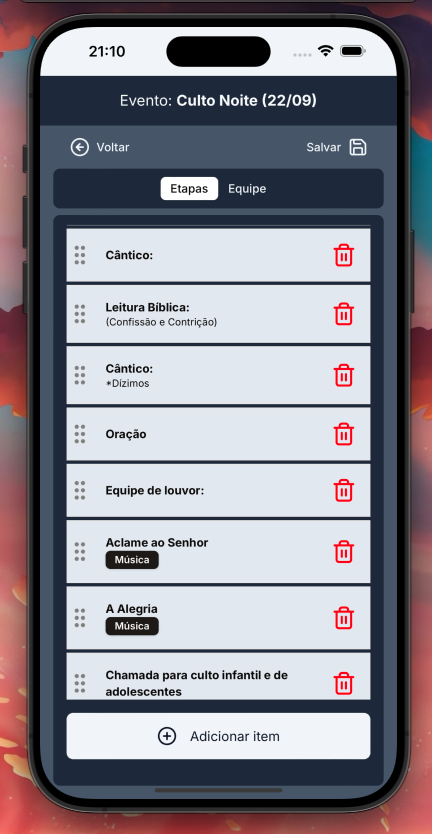 21:10
Evento: Culto Noite (22/09)
Voltar
Salvar
Etapas
Equipe
Cântico:
Leitura Bíblica:
(Confissão e Contrição)
Cântico:
*Dízimos
Oração
Equipe de louvor:
Aclame ao Senhor
Música
A Alegria
Música
Chamada para culto infantil e de
adolescentes
Adicionar item